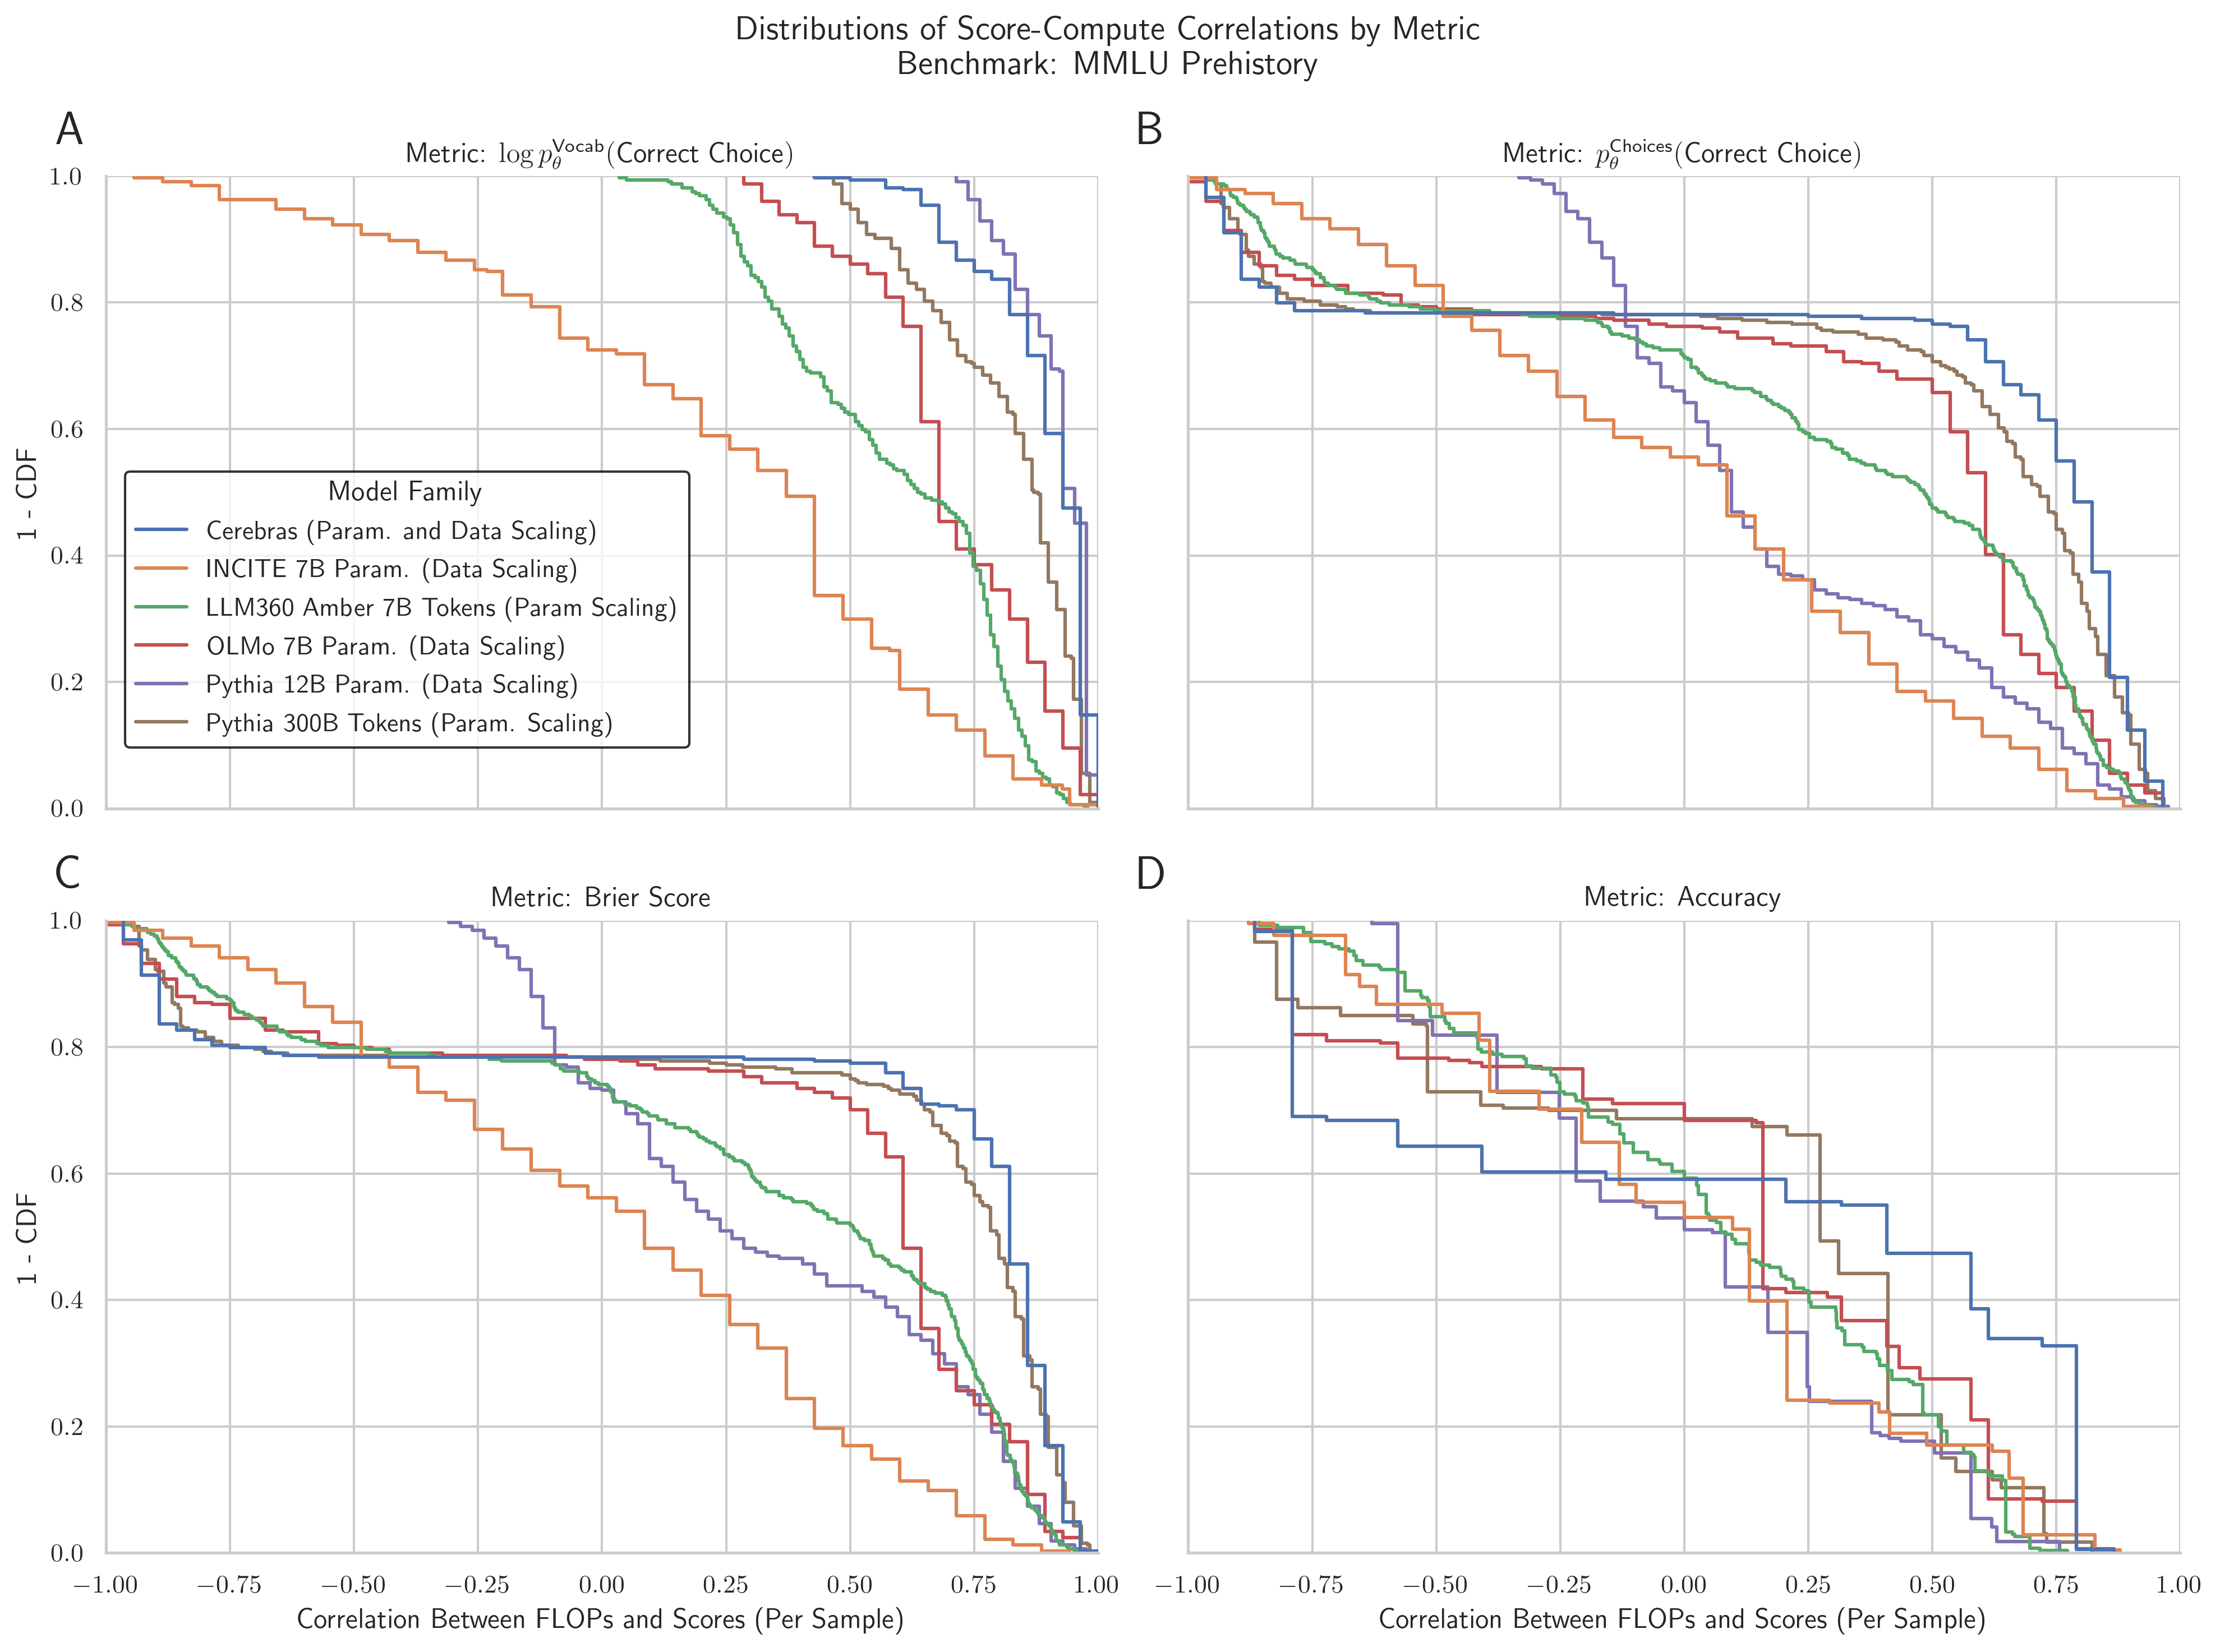 Distributions of Score-Compute Correlations by Metric
Benchmark: MMLU Prehistory
A
Metric: log p_θ^Vocab(Correct Choice)
1.0
0.8
0.6
0.4
0.2
0.0
1 - CDF
Model Family
Cerebras (Param. and Data Scaling)
INCITE 7B Param. (Data Scaling)
LLM360 Amber 7B Tokens (Param Scaling)
OLMo 7B Param. (Data Scaling)
Pythia 12B Param. (Data Scaling)
Pythia 300B Tokens (Param. Scaling)
B
Metric: p_θ^Choices(Correct Choice)
C
Metric: Brier Score
1.0
0.8
0.6
0.4
0.2
0.0
1 - CDF
−1.00 −0.75 −0.50 −0.25 0.00 0.25 0.50 0.75 1.00
Correlation Between FLOPs and Scores (Per Sample)
D
Metric: Accuracy
−1.00 −0.75 −0.50 −0.25 0.00 0.25 0.50 0.75 1.00
Correlation Between FLOPs and Scores (Per Sample)